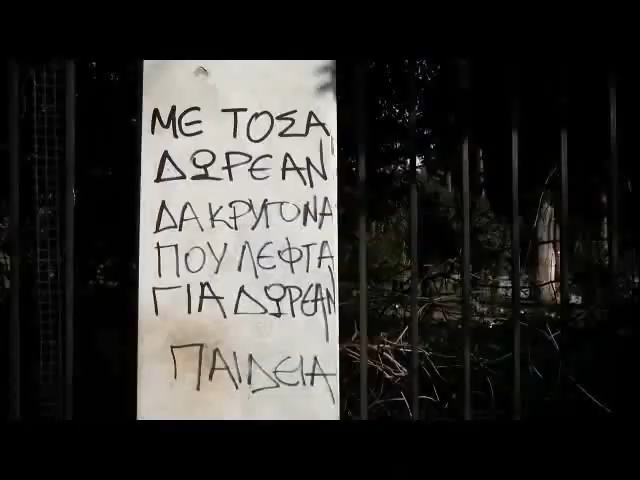 ΜΕ ΤΟΣΑ
ΔΩΡΕΑΝ
ΔΑΚΡΥΓΟΝΑ
ΠΟΥ ΛΕΦΤΑ
ΓΙΑ ΔΩΡΕΑΝ
ΠΑΙΔΕΙΑ